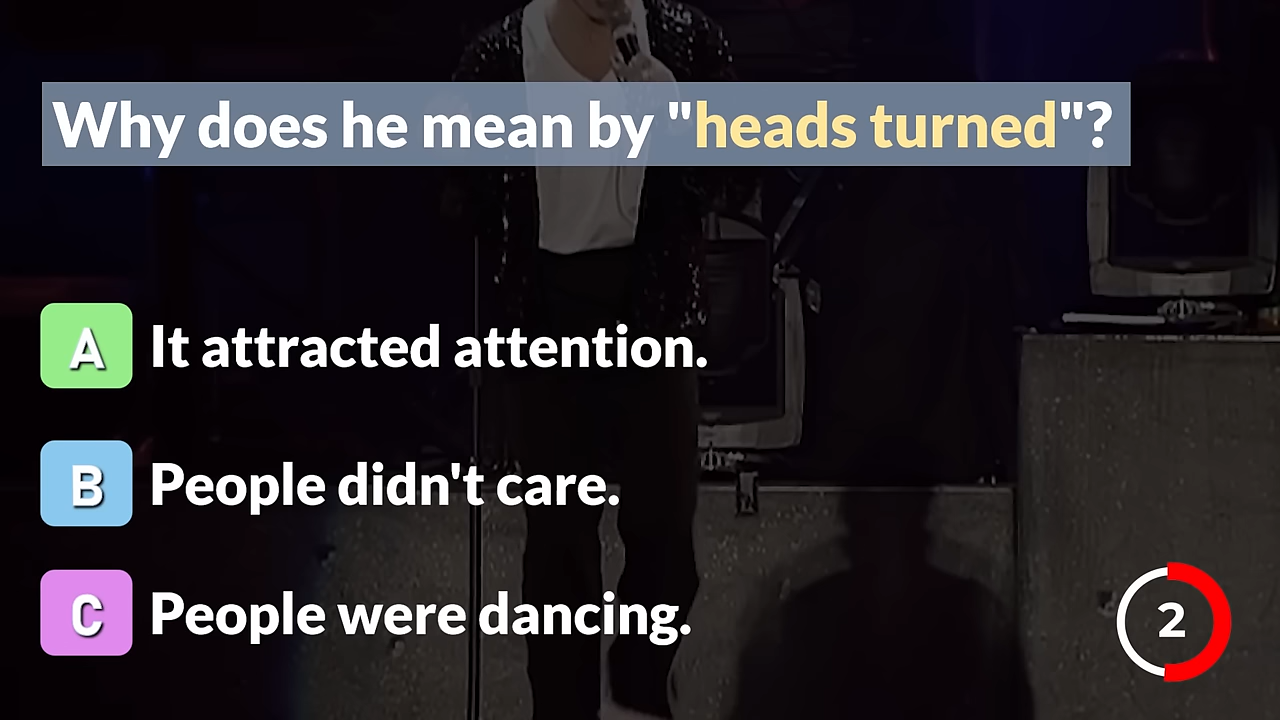 Why does he mean by "heads turned"?
A It attracted attention.
B People didn't care.
C People were dancing.
2